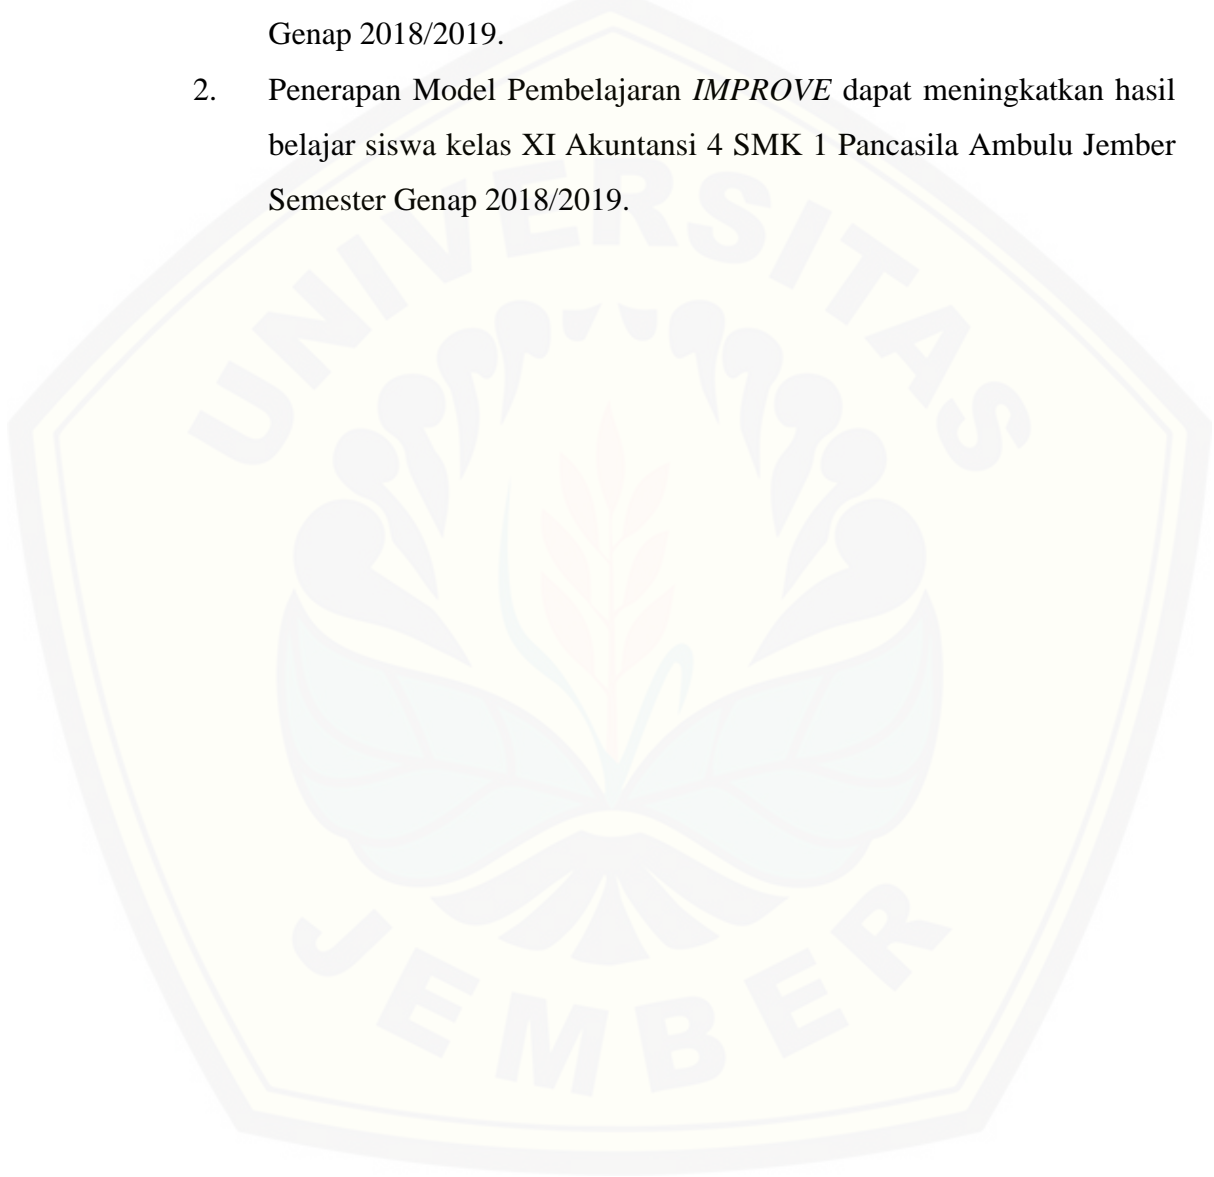 Genap 2018/2019.
2. Penerapan Model Pembelajaran IMPROVE dapat meningkatkan hasil
belajar siswa kelas XI Akuntansi 4 SMK 1 Pancasila Ambulu Jember
Semester Genap 2018/2019.
UNIVERSITAS
JEMBER